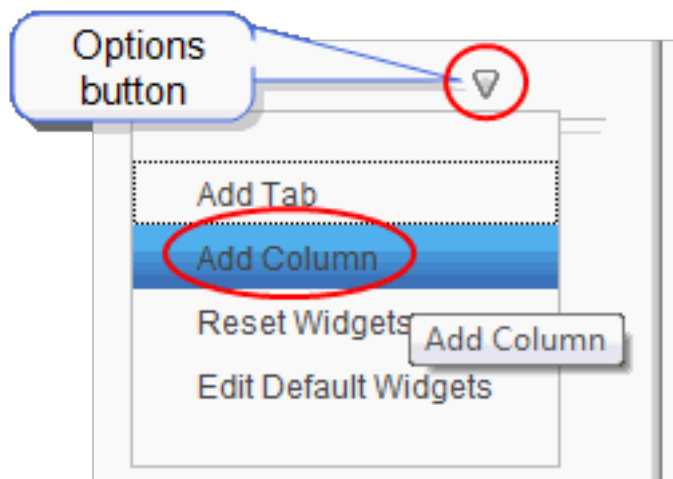 Options
button
Add Tab
Add Column
Reset Widgets
Add Column
Edit Default Widgets